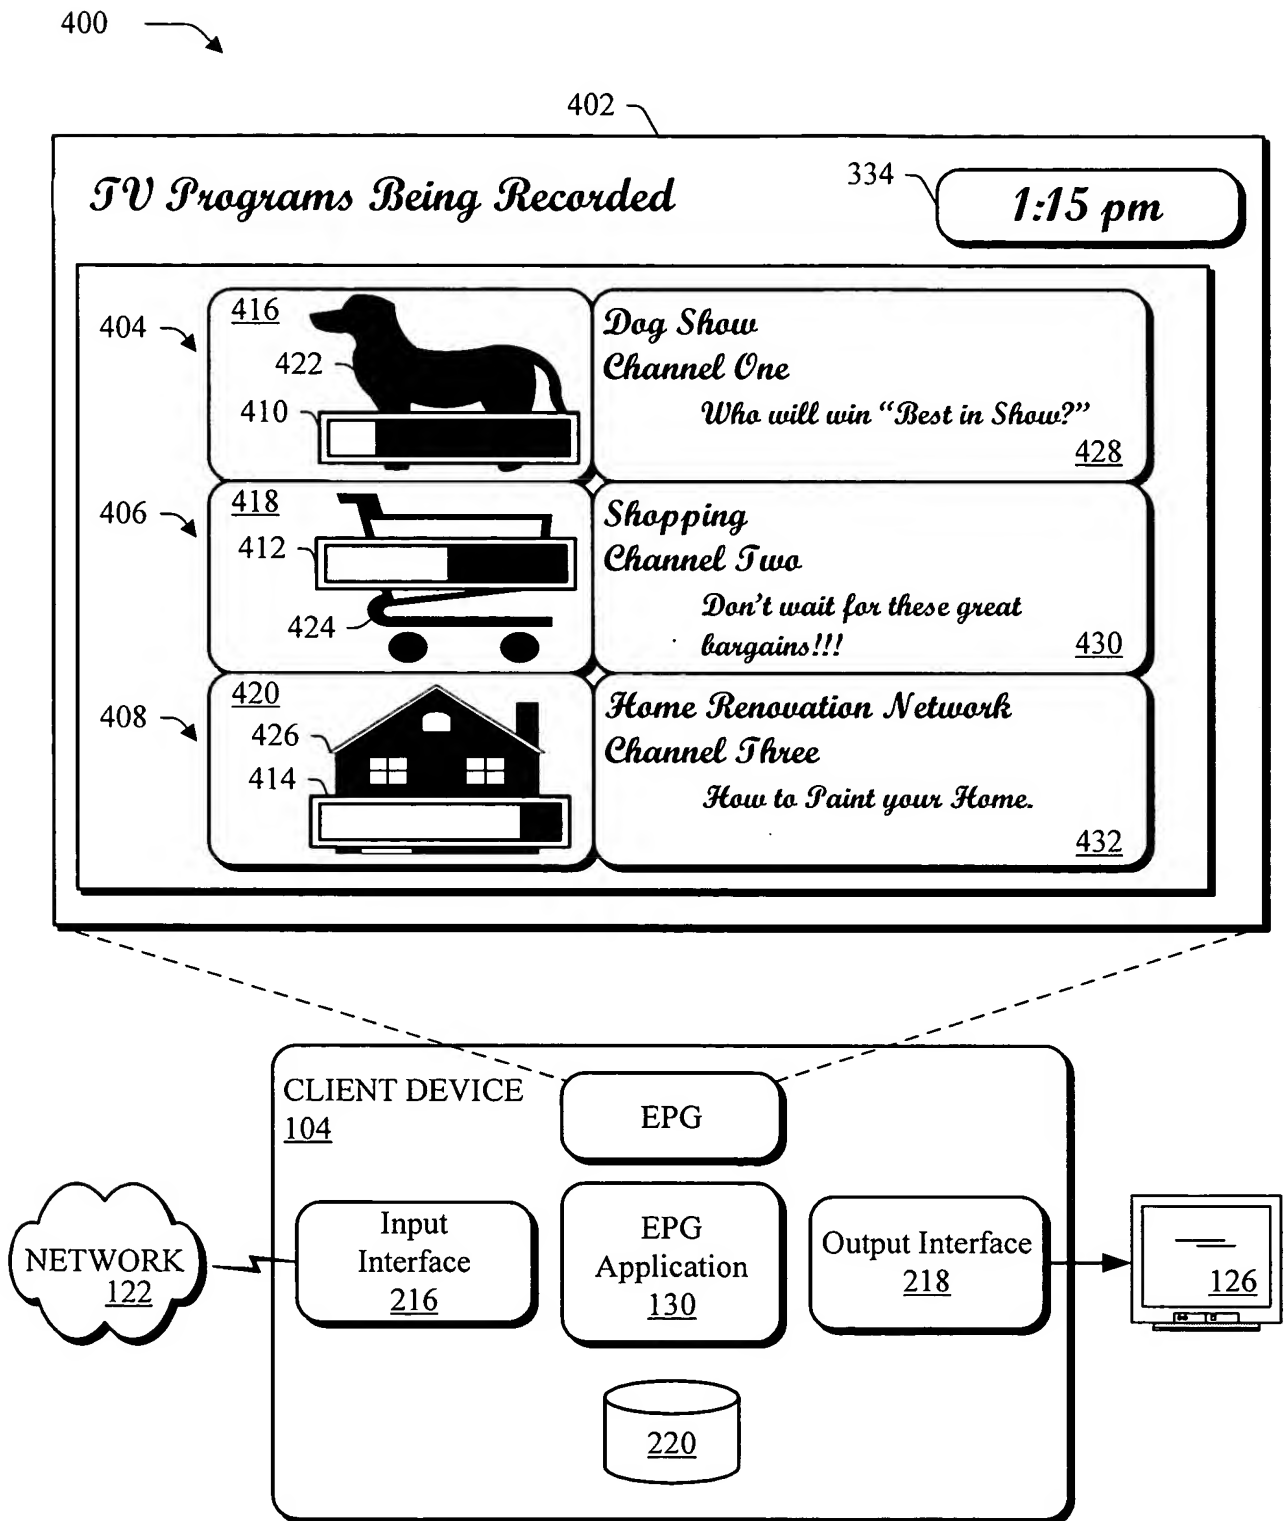 400
402
TV Programs Being Recorded
334
1:15 pm
404
416
422
410
Dog Show
Channel One
Who will win “Best in Show?”
428
406
418
412
424
Shopping
Channel Two
Don't wait for these great
bargains!!!
430
408
420
426
414
Home Renovation Network
Channel Three
How to Paint your Home.
432
CLIENT DEVICE
104
EPG
NETWORK
122
Input
Interface
216
EPG
Application
130
Output Interface
218
126
220